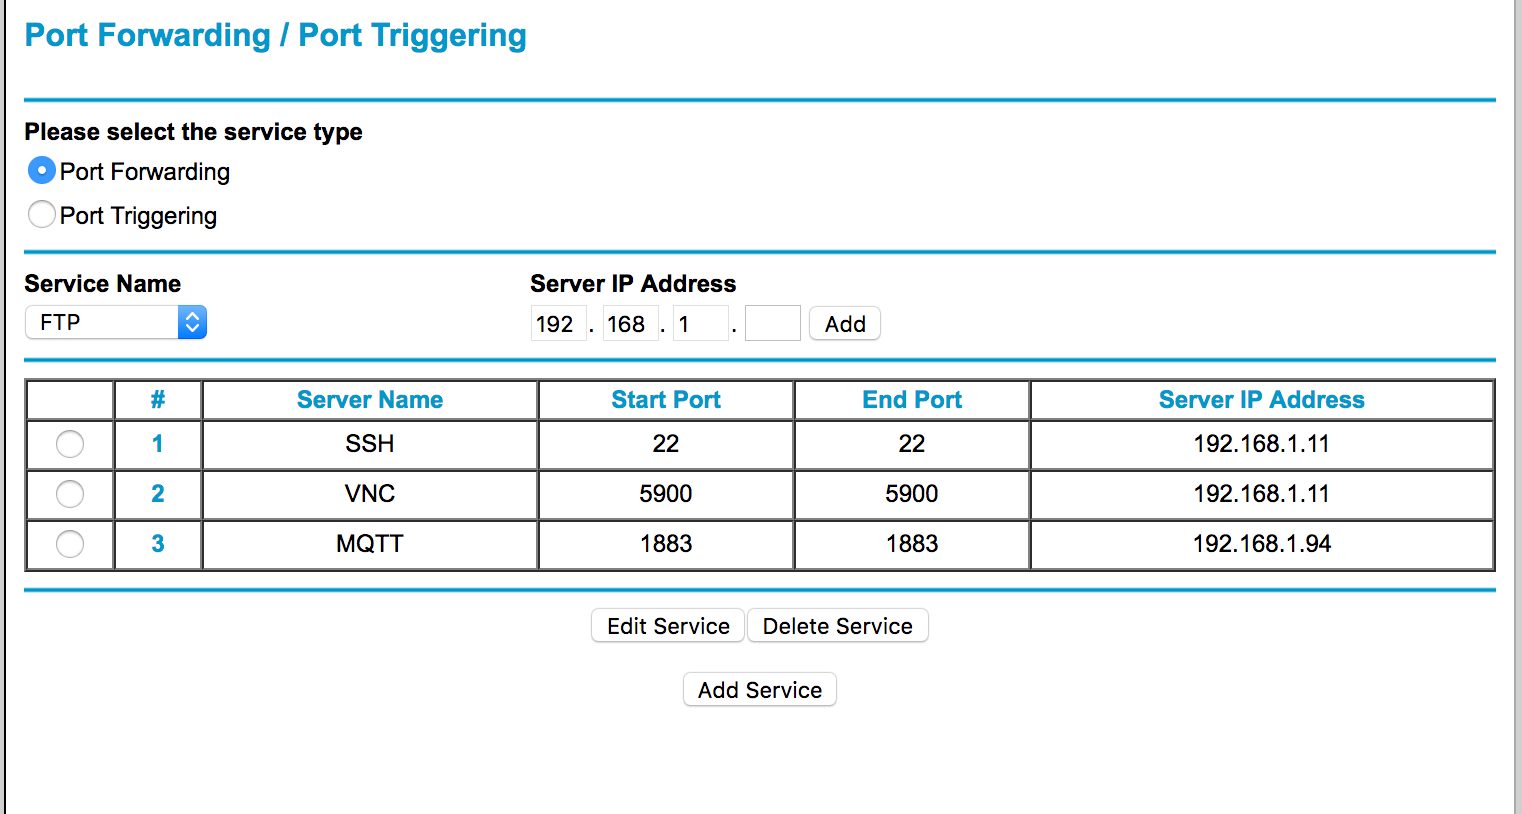 Port Forwarding / Port Triggering
Please select the service type
Port Forwarding
Port Triggering
Service Name Server IP Address
FTP 192 . 168 . 1 . Add
# Server Name Start Port End Port Server IP Address
1 SSH 22 22 192.168.1.11
2 VNC 5900 5900 192.168.1.11
3 MQTT 1883 1883 192.168.1.94
Edit Service Delete Service
Add Service